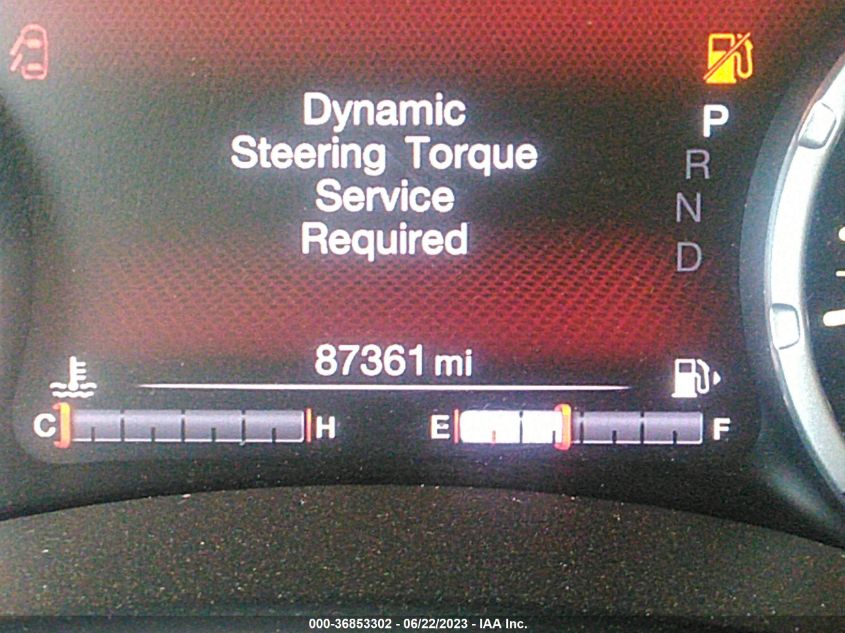 Dynamic
Steering Torque
Service
Required
P
R
N
D
87361 mi
C H E F
000-36853302 - 06/22/2023 - IAA Inc.